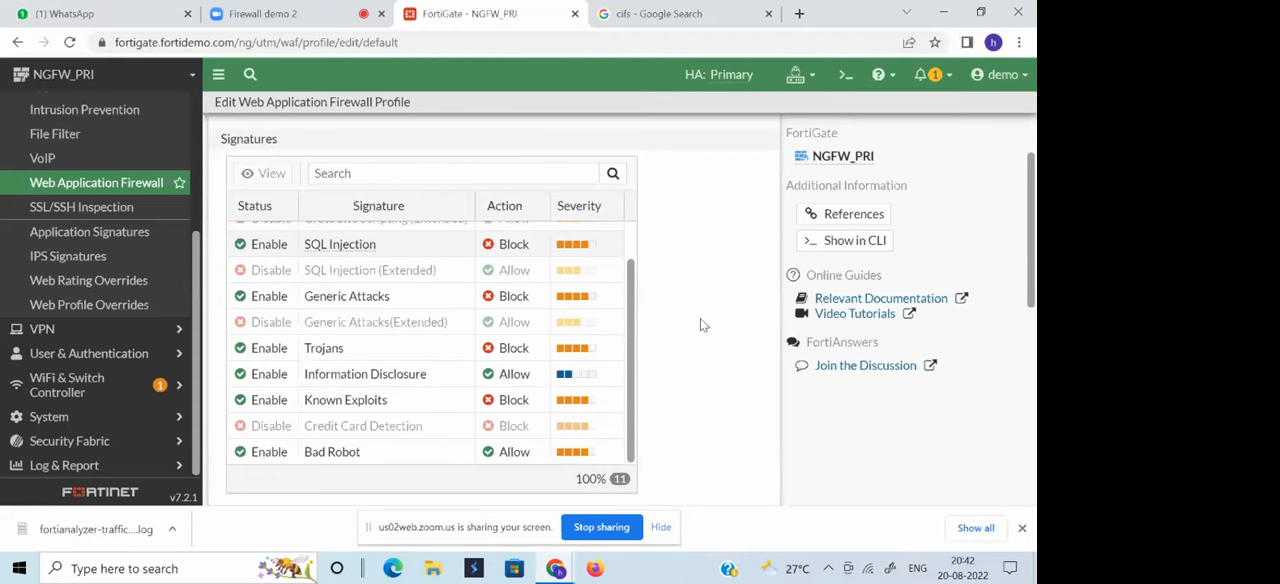 (1) WhatsApp
Firewall demo 2
FortiGate - NGFW_PRI
cifs - Google Search
fortigate.fortidemo.com/ng/utm/waf/profile/edit/default
h
NGFW_PRI
HA: Primary
1
demo
Intrusion Prevention
File Filter
VoIP
Web Application Firewall
SSL/SSH Inspection
Application Signatures
IPS Signatures
Web Rating Overrides
Web Profile Overrides
VPN
User & Authentication
WiFi & Switch
Controller
1
System
Security Fabric
Log & Report
FORTINET
v7.2.1
Edit Web Application Firewall Profile
Signatures
View
Search
Status Signature Action Severity
Enable SQL Injection Block
Disable SQL Injection (Extended) Allow
Enable Generic Attacks Block
Disable Generic Attacks(Extended) Allow
Enable Trojans Block
Enable Information Disclosure Allow
Enable Known Exploits Block
Disable Credit Card Detection Block
Enable Bad Robot Allow
100% 11
FortiGate
NGFW_PRI
Additional Information
References
>_ Show in CLI
Online Guides
Relevant Documentation
Video Tutorials
FortiAnswers
Join the Discussion
fortianalyzer-traffic....log
us02web.zoom.us is sharing your screen.
Stop sharing
Hide
Show all
Type here to search
27°C
ENG
20:42
20-08-2022